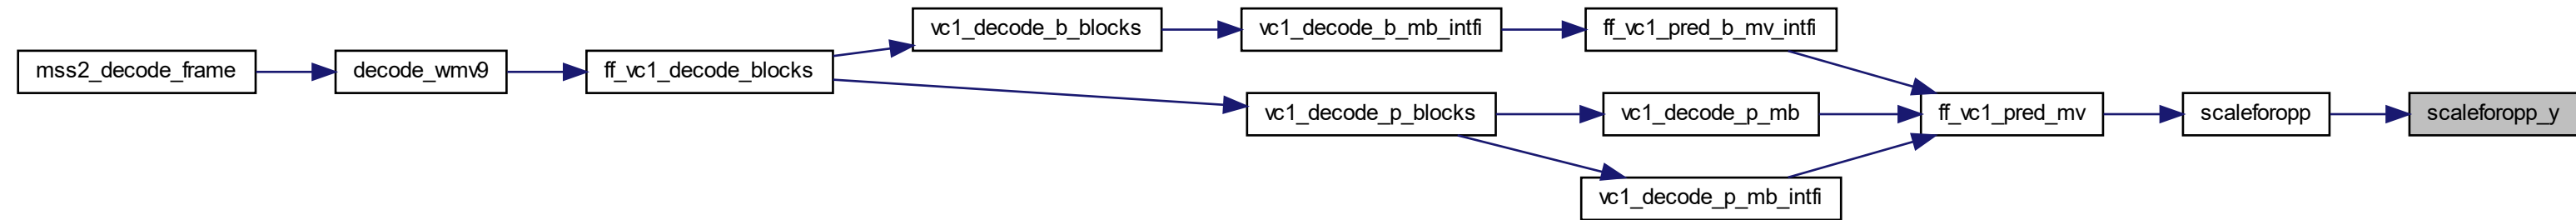 mss2_decode_frame
decode_wmv9
ff_vc1_decode_blocks
vc1_decode_b_blocks
vc1_decode_b_mb_intfi
ff_vc1_pred_b_mv_intfi
vc1_decode_p_blocks
vc1_decode_p_mb
ff_vc1_pred_mv
scaleforopp
scaleforopp_y
vc1_decode_p_mb_intfi